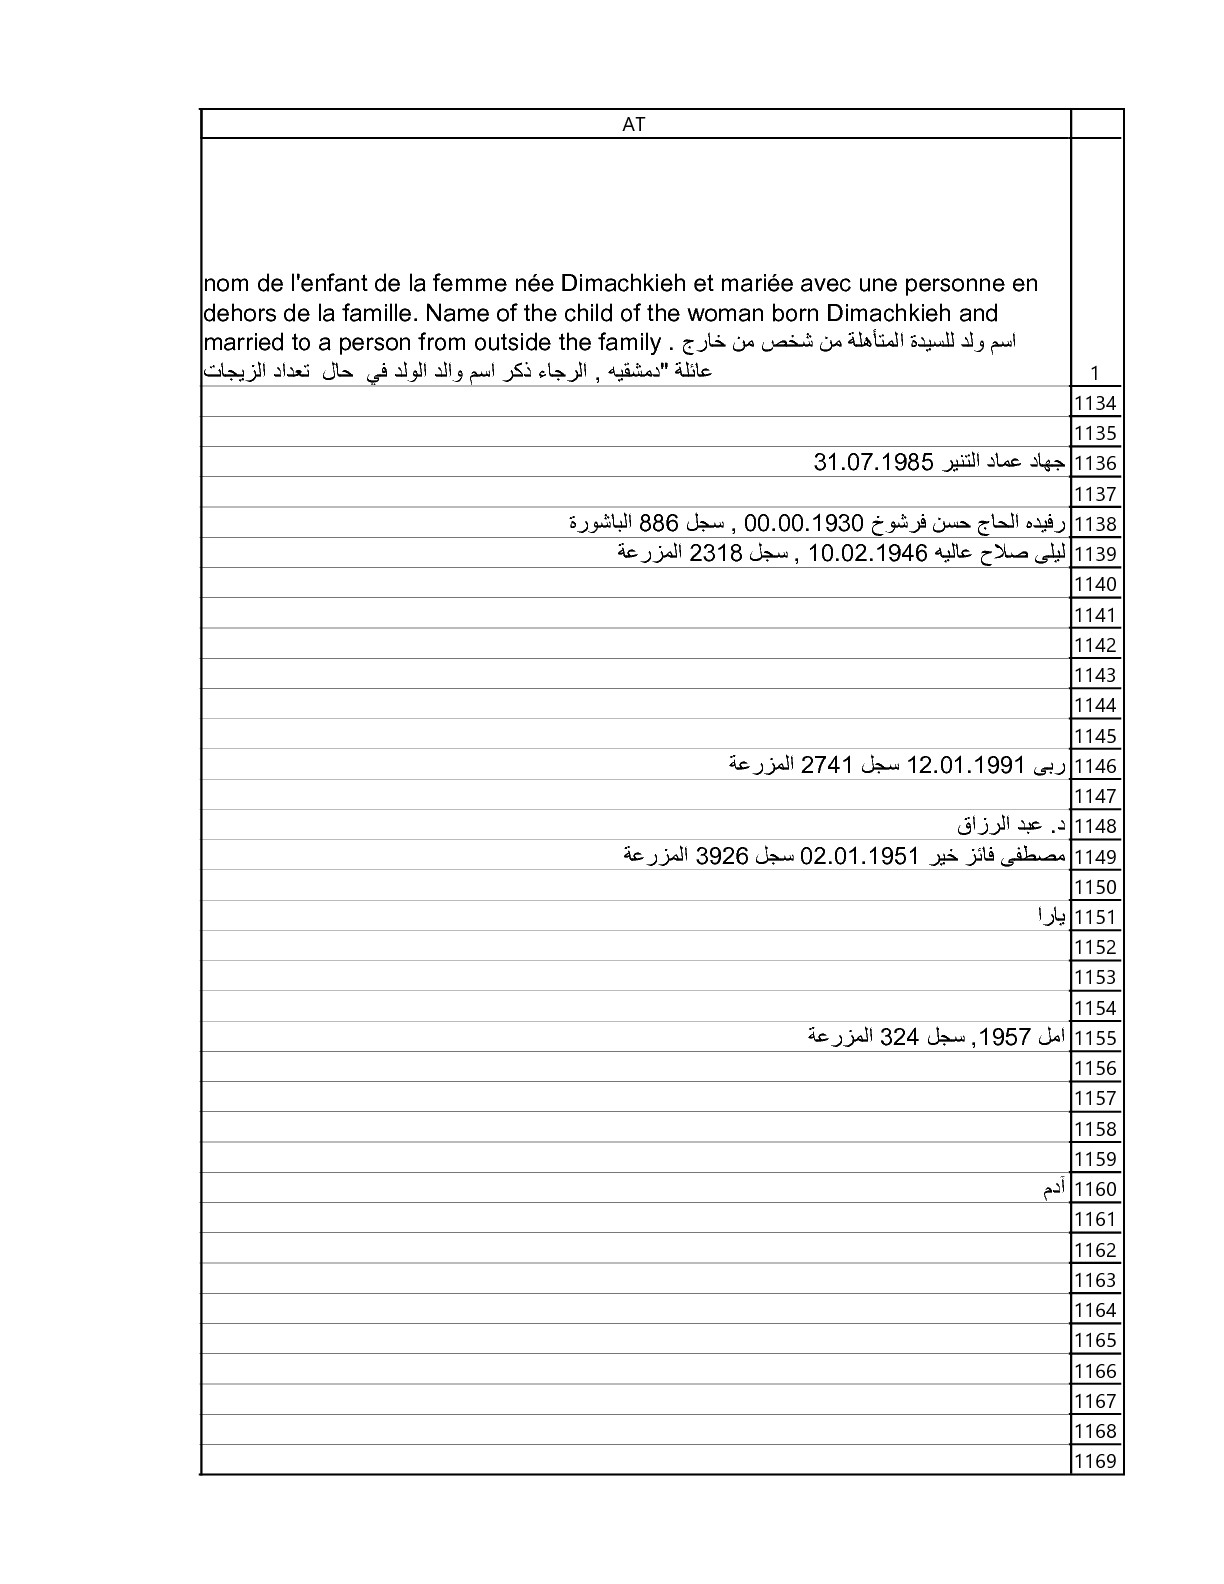 AT
nom de l'enfant de la femme née Dimachkieh et mariée avec une personne en
dehors de la famille. Name of the child of the woman born Dimachkieh and
married to a person from outside the family . اسم ولد للسيدة المتأهلة من شخص من خارج
عائلة "دمشقيه , الرجاء ذكر اسم والد الولد في حال تعداد الزيجات 1
1134
1135
1136 جهاد عماد التنير 31.07.1985
1137
1138 رفيده الحاج حسن فرشوخ 00.00.1930 , سجل 886 الباشورة
1139 ليلى صلاح عاليه 10.02.1946 , سجل 2318 المزرعة
1140
1141
1142
1143
1144
1145
1146 ربى 12.01.1991 سجل 2741 المزرعة
1147
1148 د. عبد الرزاق
1149 مصطفى فائز خير 02.01.1951 سجل 3926 المزرعة
1150
1151 يارا
1152
1153
1154
1155 امل 1957, سجل 324 المزرعة
1156
1157
1158
1159
1160 آدم
1161
1162
1163
1164
1165
1166
1167
1168
1169